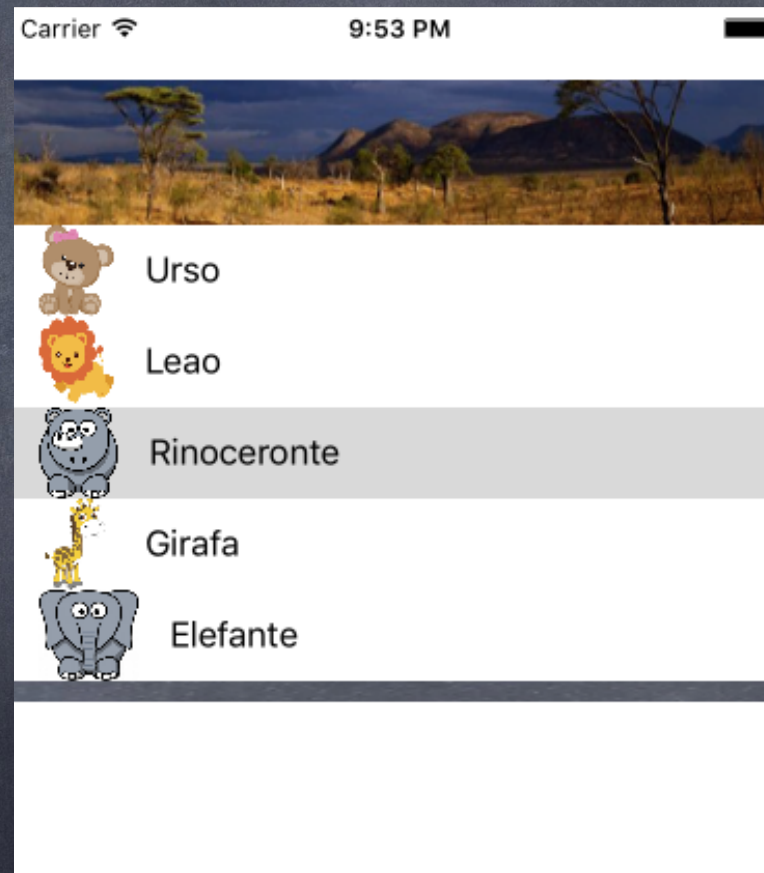 Carrier 9:53 PM
Urso
Leao
Rinoceronte
Girafa
Elefante